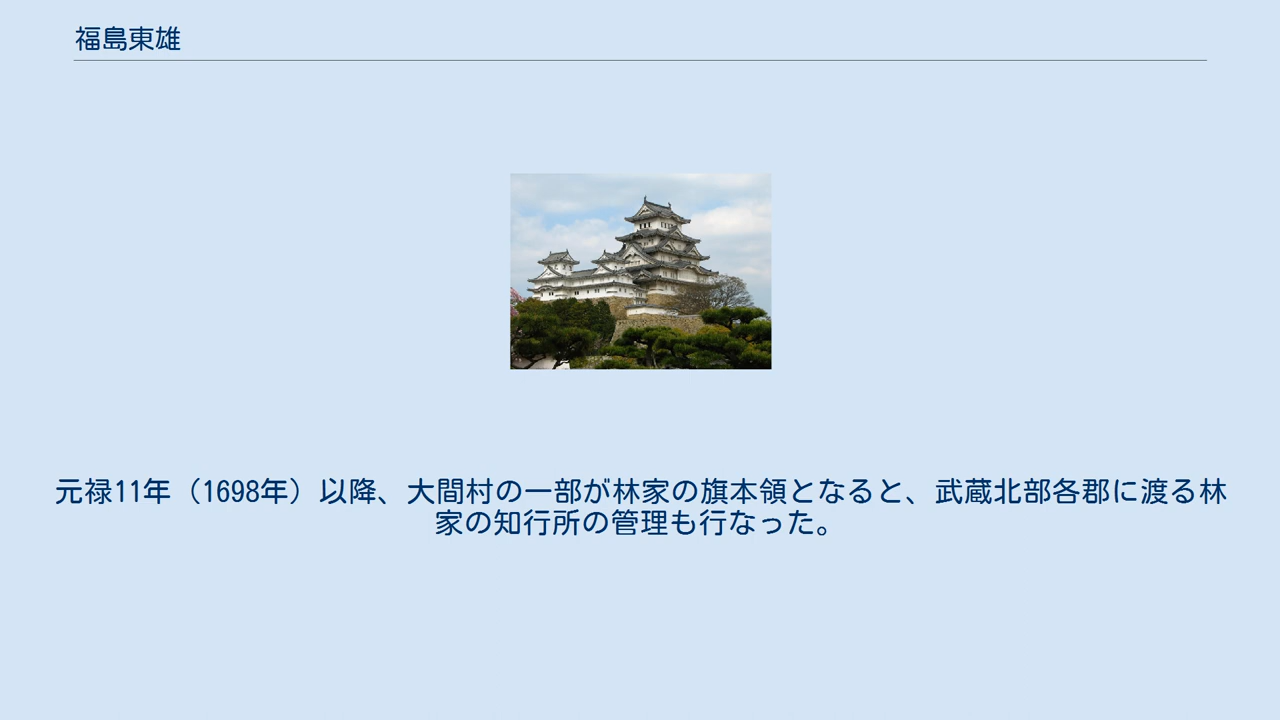 福島東雄
元禄11年（1698年）以降、大間村の一部が林家の旗本領となると、武蔵北部各郡に渡る林
家の知行所の管理も行なった。